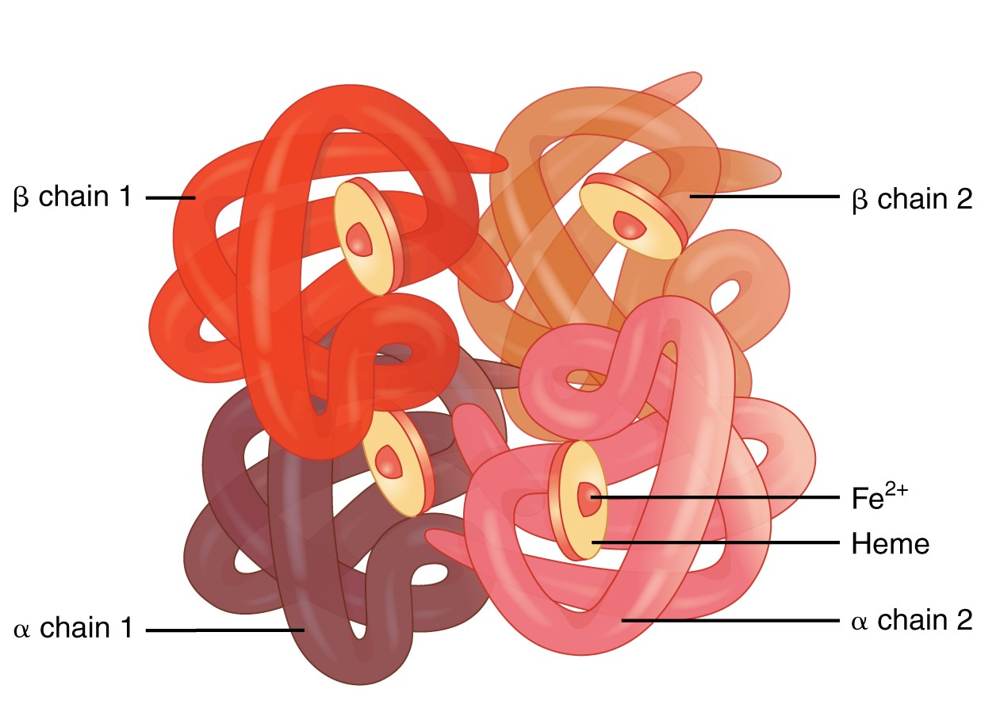 β chain 1
β chain 2
Fe²⁺
Heme
α chain 1
α chain 2